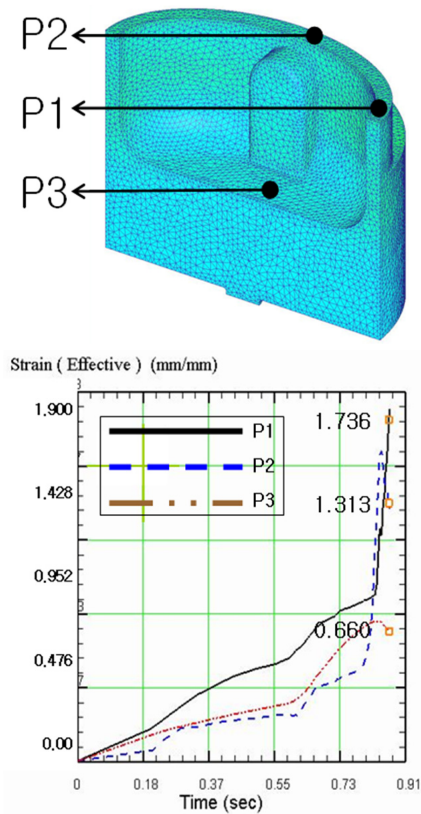 P2
P1
P3
Strain ( Effective )  (mm/mm)
1.900
1.428
0.952
0.476
0.00
P1
P2
P3
1.736
1.313
0.660
0
0.18
0.37
0.55
0.73
0.91
Time (sec)